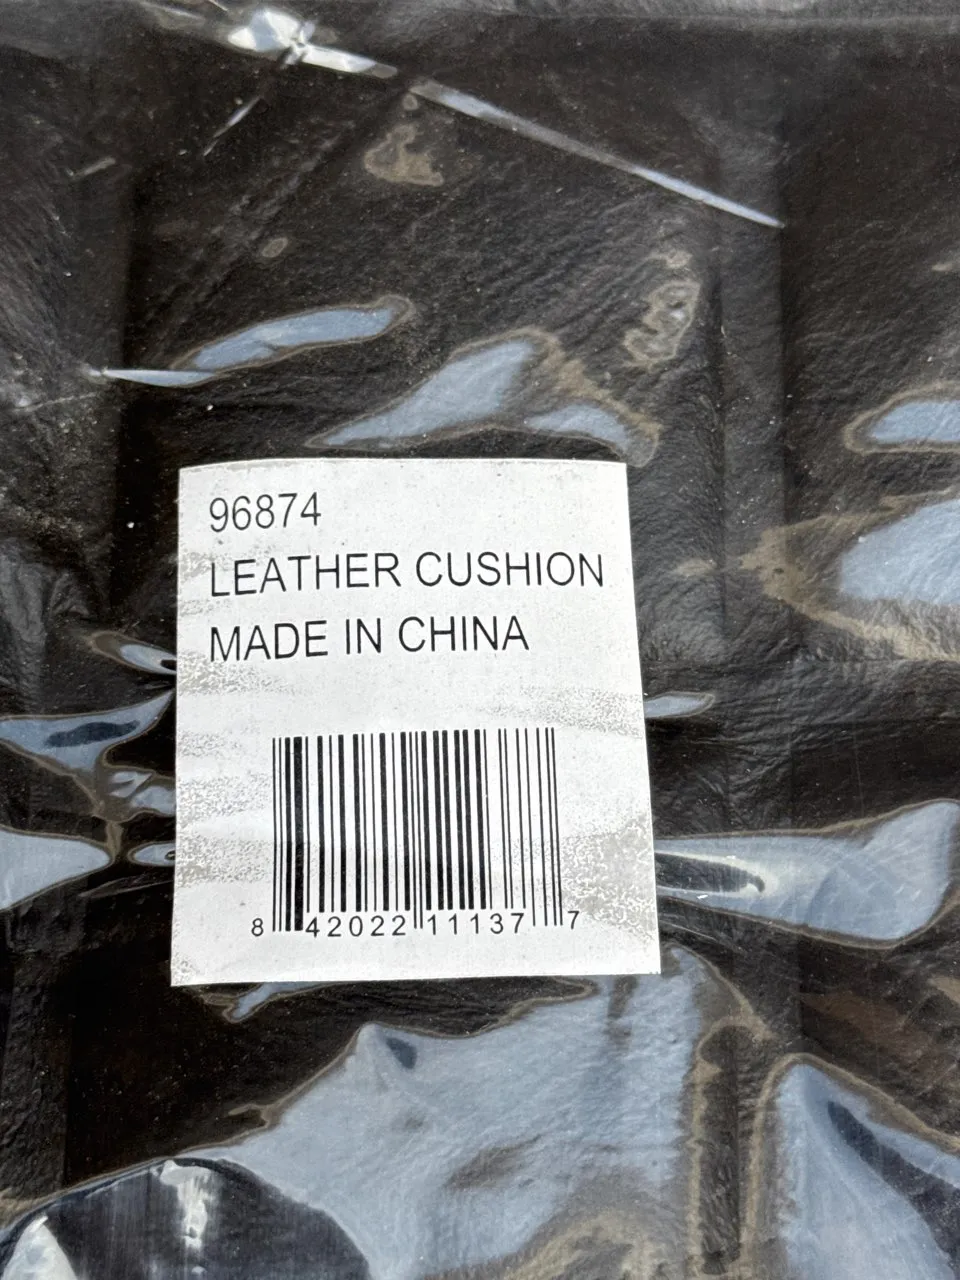 96874
LEATHER CUSHION
MADE IN CHINA
8 42022 11137 7